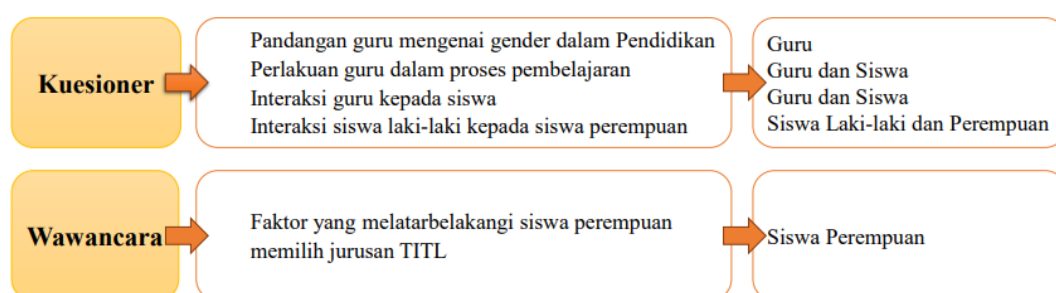 Kuesioner
Pandangan guru mengenai gender dalam Pendidikan
Perlakuan guru dalam proses pembelajaran
Interaksi guru kepada siswa
Interaksi siswa laki-laki kepada siswa perempuan
Guru
Guru dan Siswa
Guru dan Siswa
Siswa Laki-laki dan Perempuan
Wawancara
Faktor yang melatarbelakangi siswa perempuan
memilih jurusan TITL
Siswa Perempuan